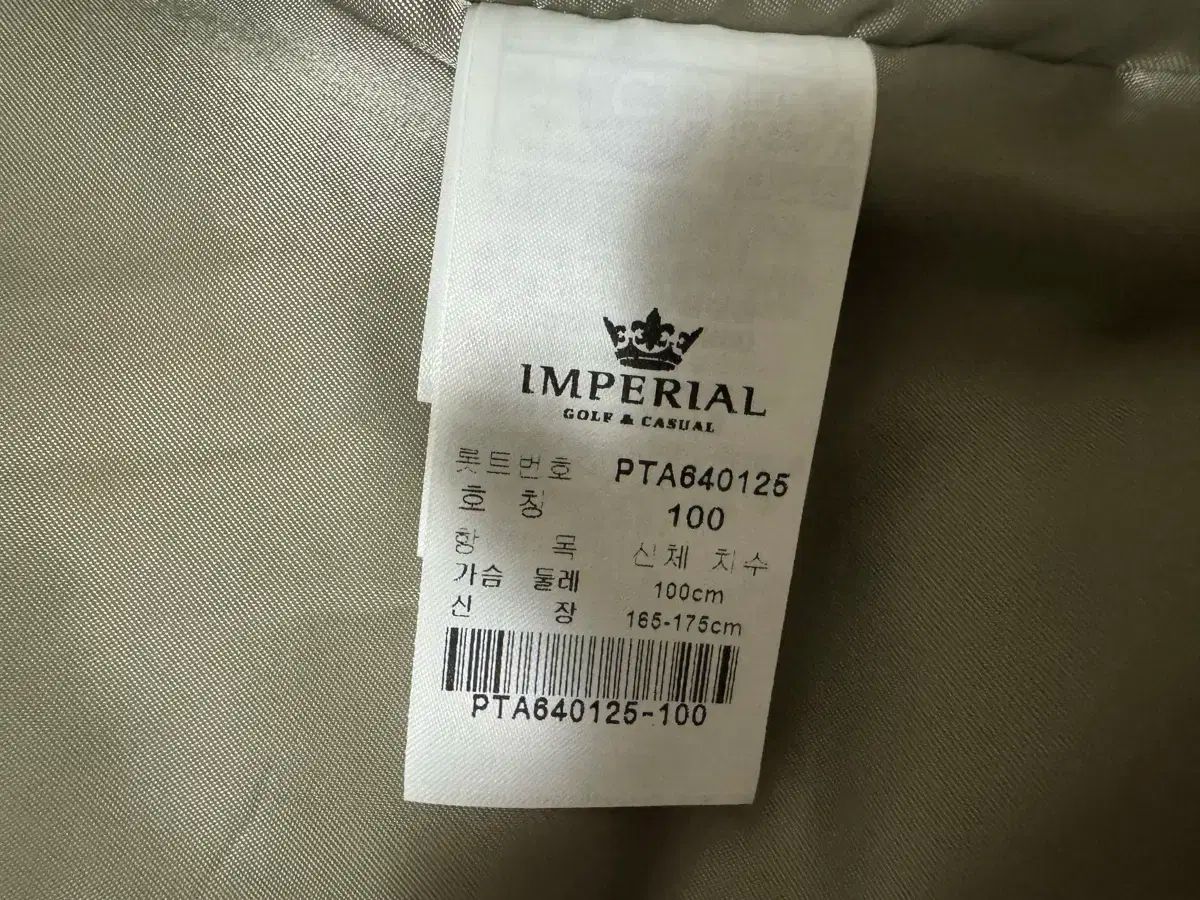 IMPERIAL
GOLF & CASUAL
롯트번호 PTA640125
호 칭 100
항 목 신체 치수
가슴 둘레 100cm
신 장 165-175cm
PTA640125-100